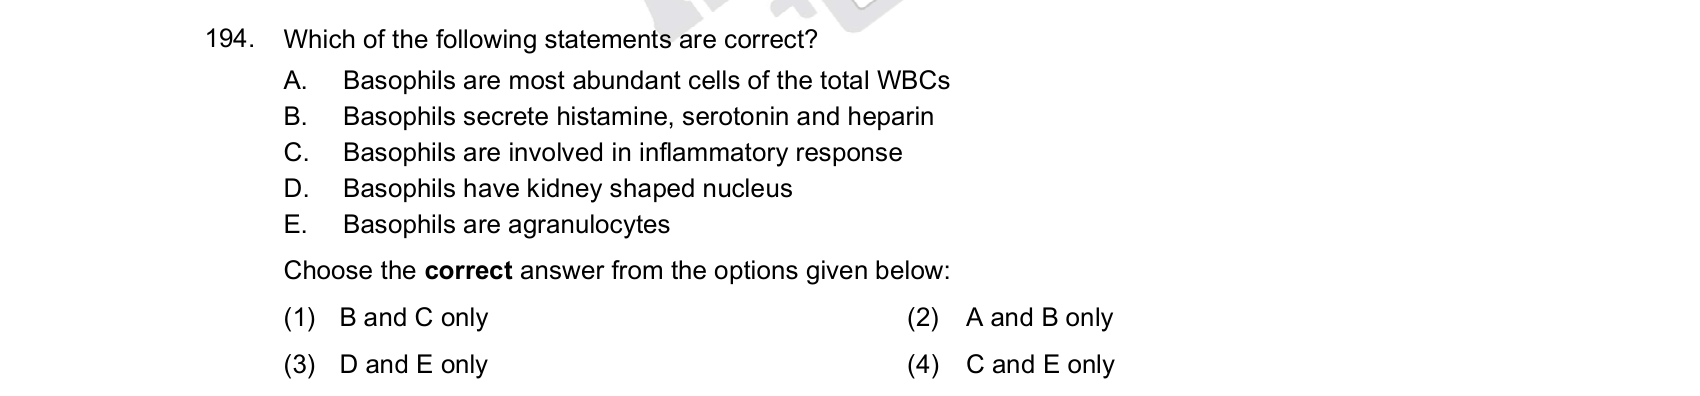 194. Which of the following statements are correct?
A. Basophils are most abundant cells of the total WBCs
B. Basophils secrete histamine, serotonin and heparin
C. Basophils are involved in inflammatory response
D. Basophils have kidney shaped nucleus
E. Basophils are agranulocytes
Choose the correct answer from the options given below:
(1) B and C only (2) A and B only
(3) D and E only (4) C and E only